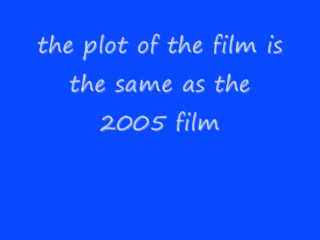 the plot of the film is
the same as the
2005 film